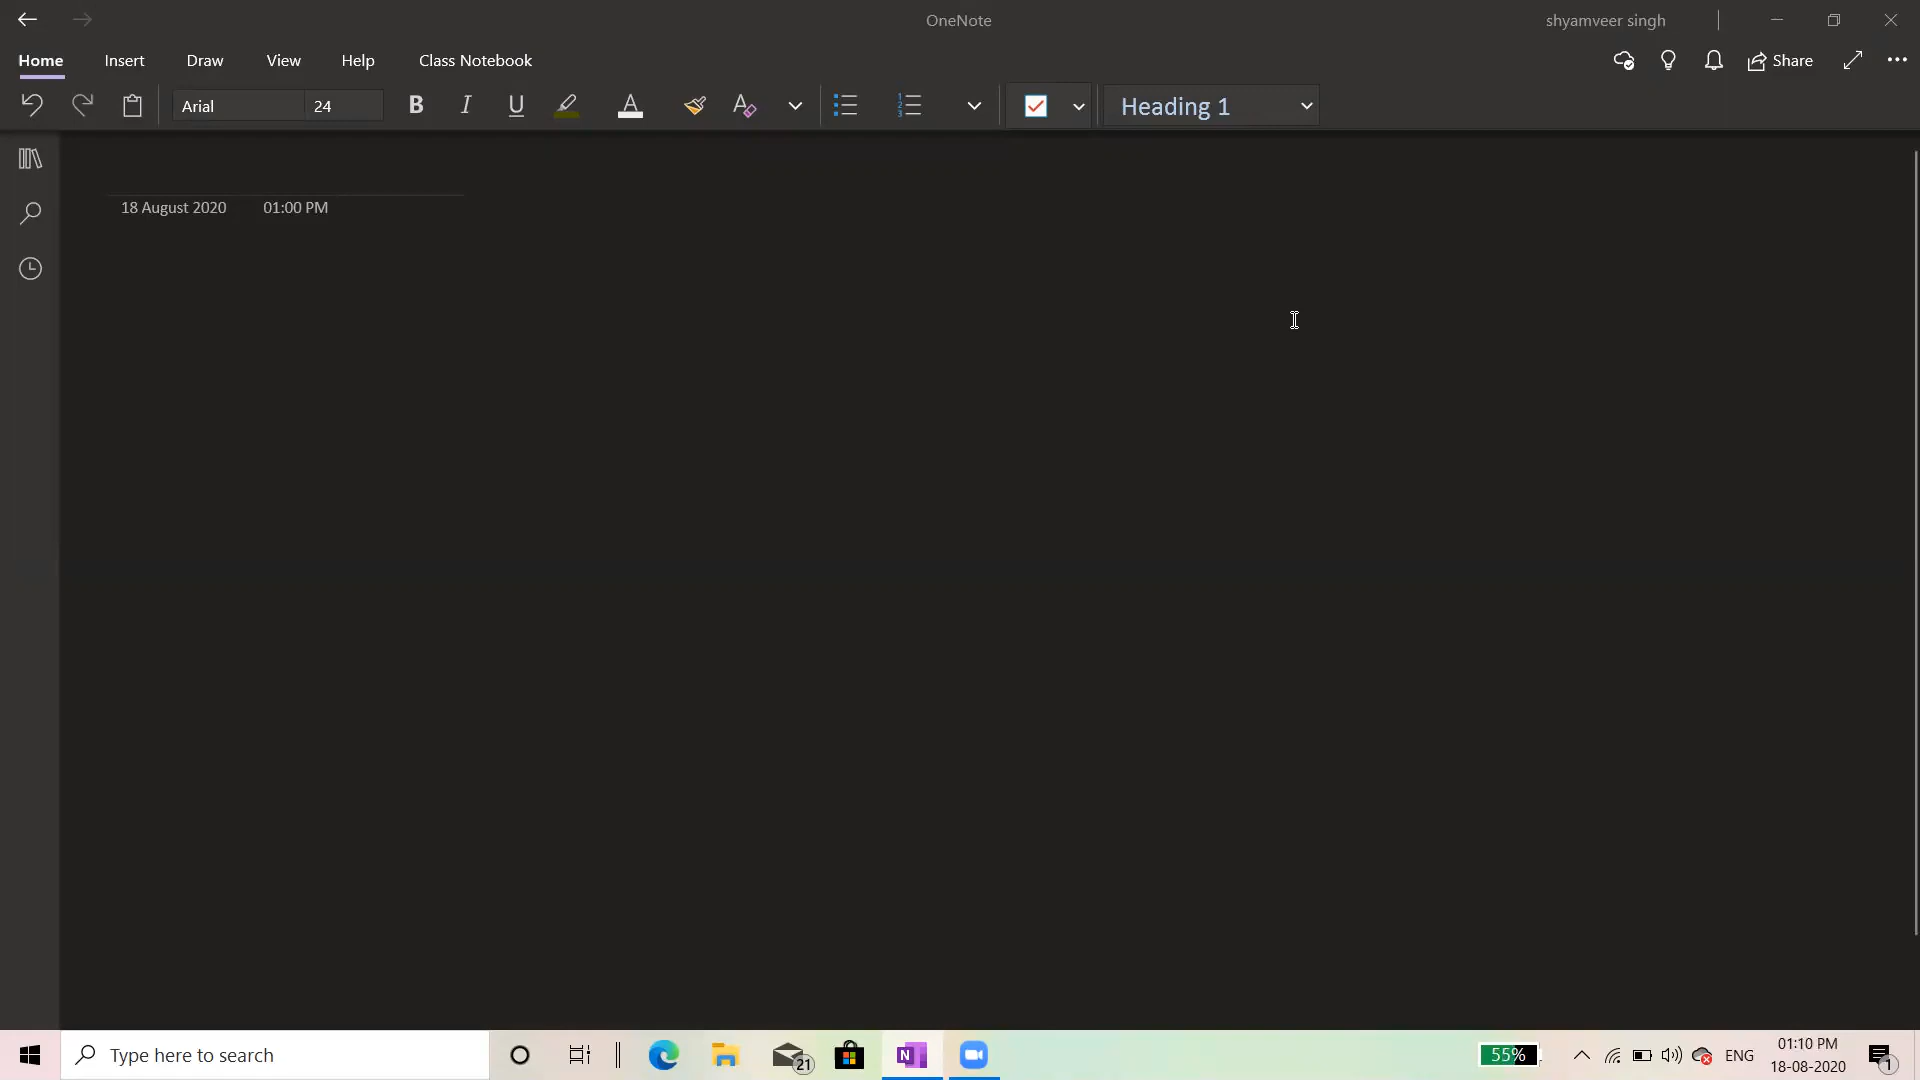 OneNote
shyamveer singh
Home Insert Draw View Help Class Notebook
Share
Arial 24 B I U A A Heading 1
18 August 2020 01:00 PM
Type here to search
21
N
55%
ENG
01:10 PM
18-08-2020
1